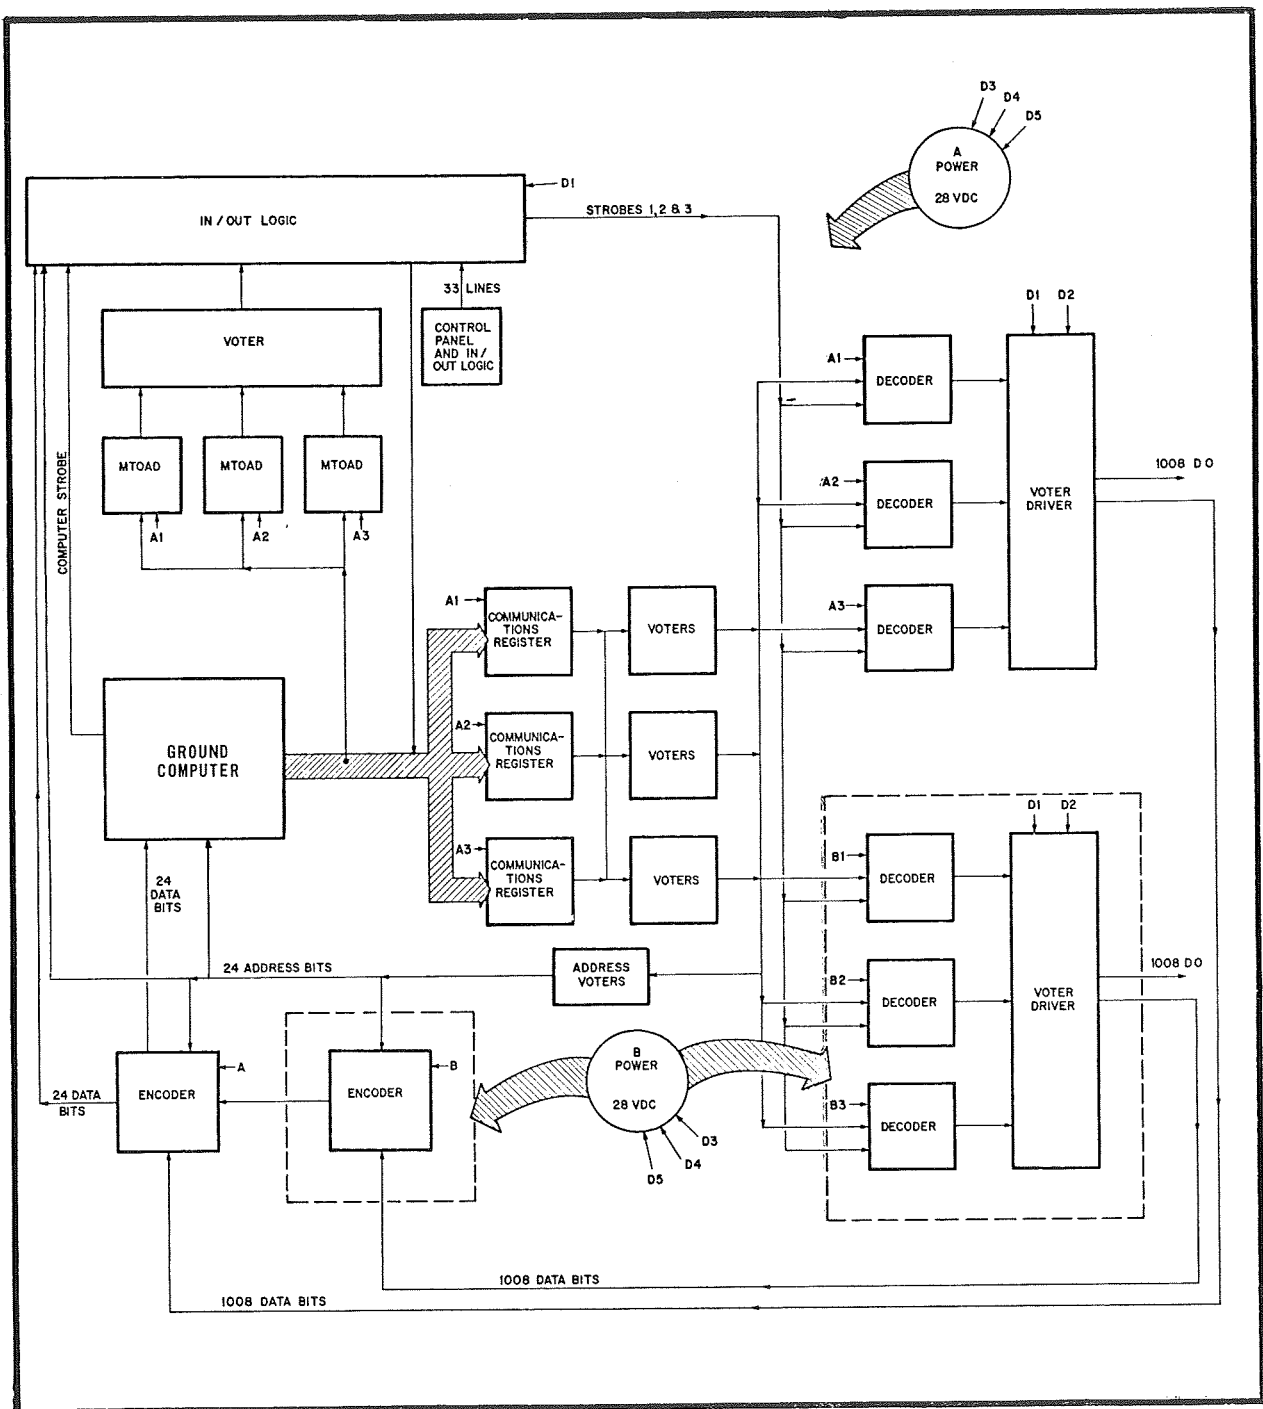 D3
D4
D5
A
POWER
28 VDC
D1
IN / OUT LOGIC
STROBES 1, 2 & 3
33 LINES
CONTROL
PANEL
AND IN /
OUT LOGIC
VOTER
MTOAD
MTOAD
MTOAD
A1
A2
A3
COMPUTER STROBE
D1
D2
A1
DECODER
A2
DECODER
A3
DECODER
VOTER
DRIVER
1008 D O
A1
COMMUNICA-
TIONS
REGISTER
VOTERS
A2
COMMUNICA-
TIONS
REGISTER
VOTERS
A3
COMMUNICA-
TIONS
REGISTER
VOTERS
GROUND
COMPUTER
24
DATA
BITS
24 ADDRESS BITS
ADDRESS
VOTERS
D1
D2
B1
DECODER
B2
DECODER
B3
DECODER
VOTER
DRIVER
1008 DO
24 DATA
BITS
ENCODER
A
ENCODER
B
B
POWER
28 VDC
D3
D4
D5
1008 DATA BITS
1008 DATA BITS